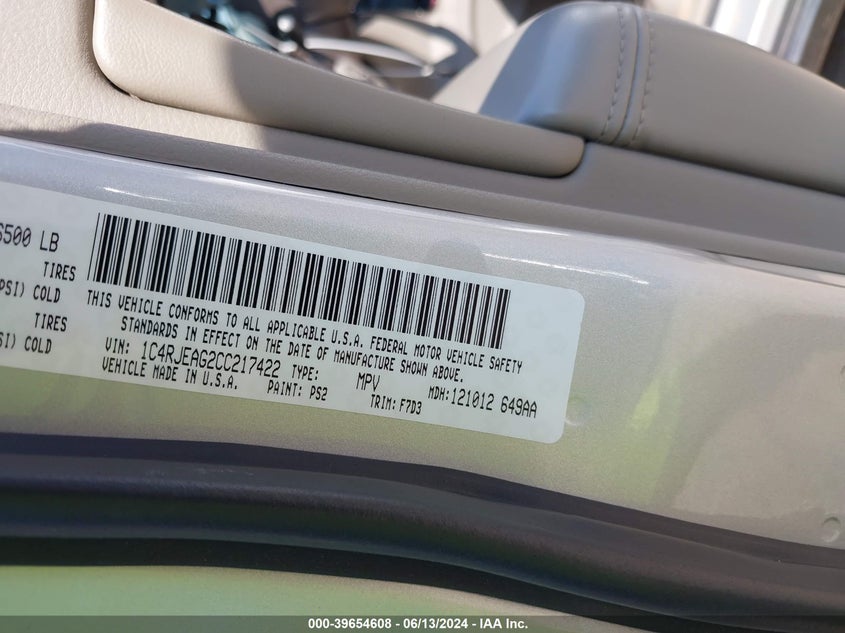 6500 LB
TIRES
PSI) COLD
TIRES
PSI) COLD
THIS VEHICLE CONFORMS TO ALL APPLICABLE U.S.A. FEDERAL MOTOR VEHICLE SAFETY
STANDARDS IN EFFECT ON THE DATE OF MANUFACTURE SHOWN ABOVE.
VIN: 1C4RJEAG2CC217422 TYPE: MPV MDH:121012 649AA
VEHICLE MADE IN U.S.A. PAINT: PS2 TRIM:F7D3
000-39654608 - 06/13/2024 - IAA Inc.